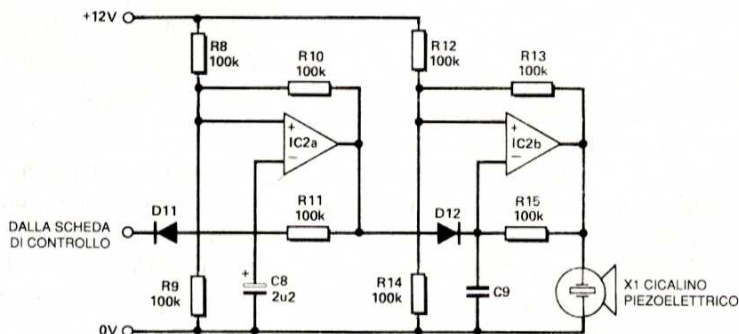 +12V
R8
100k
R10
100k
R12
100k
R13
100k
+
IC2a
−
+
IC2b
−
D11
R11
100k
D12
R15
100k
DALLA SCHEDA
DI CONTROLLO
R9
100k
+
C8
2u2
R14
100k
C9
X1 CICALINO
PIEZOELETTRICO
0V